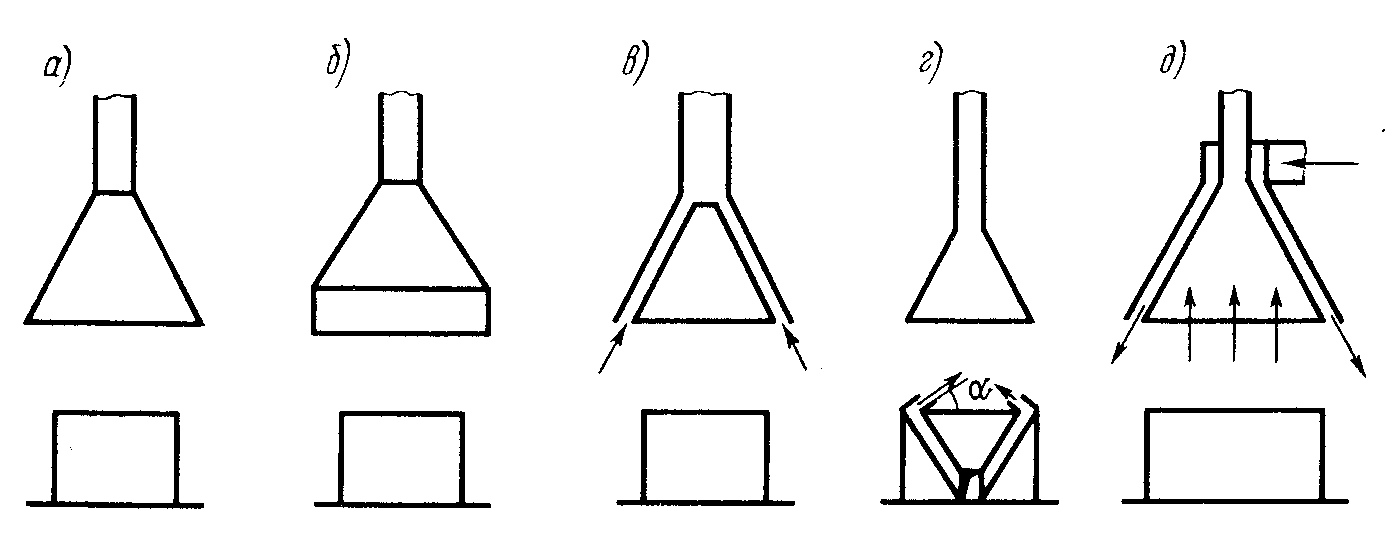 а) б) в) г) д)
α